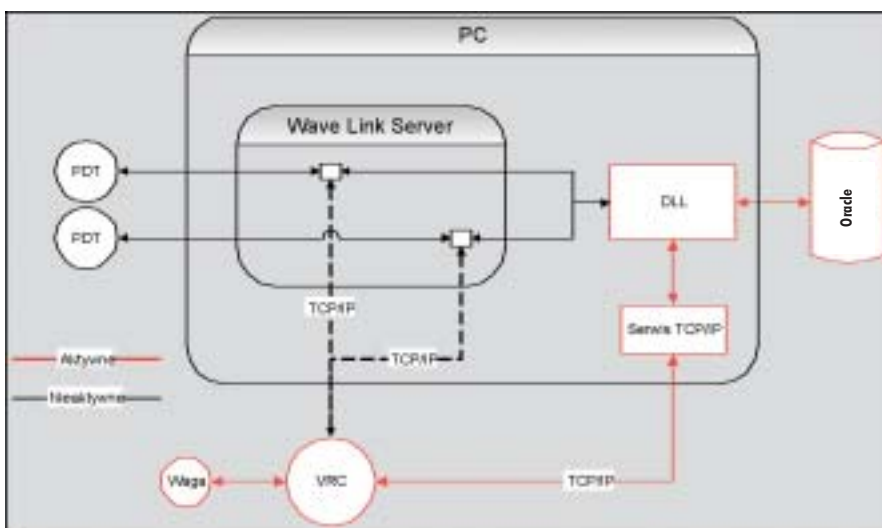 PC
Wave Link Server
PDT
PDT
DLL
Oracle
TCP/IP
Serwis TCP/IP
TCP/IP
Aktywne
Nieaktywne
Waga
VRC
TCP/IP